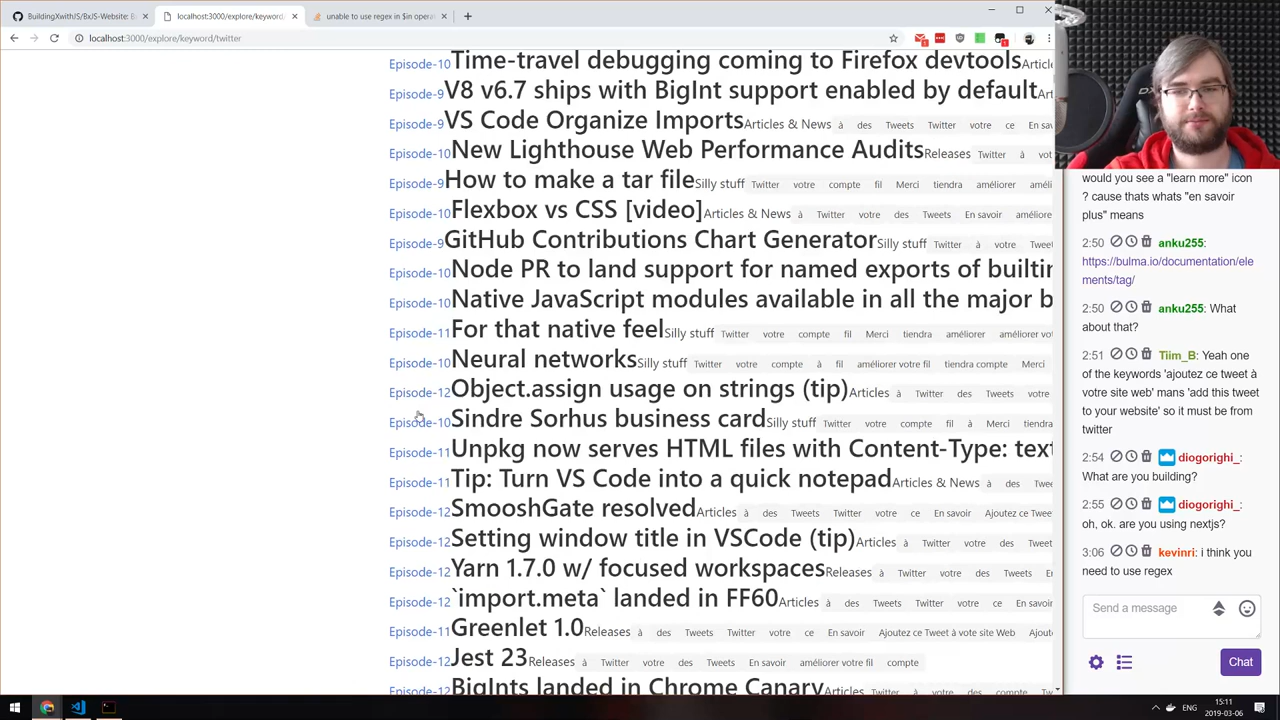 BuildingXwithJS/BxJS-Website: B
localhost:3000/explore/keyword/
unable to use regex in $in opera
localhost:3000/explore/keyword/twitter
Episode-10 Time-travel debugging coming to Firefox devtools Article
Episode-9 V8 v6.7 ships with BigInt support enabled by default Art
Episode-9 VS Code Organize Imports Articles & News à des Tweets Twitter votre ce En sav
Episode-10 New Lighthouse Web Performance Audits Releases Twitter à vot
Episode-9 How to make a tar file Silly stuff Twitter votre compte fil Merci tiendra améliorer améliorer
Episode-10 Flexbox vs CSS [video] Articles & News à Twitter votre des Tweets En savoir améliore
Episode-9 GitHub Contributions Chart Generator Silly stuff Twitter à votre Tweet
Episode-10 Node PR to land support for named exports of builtin
Episode-10 Native JavaScript modules available in all the major b
Episode-11 For that native feel Silly stuff Twitter votre compte fil Merci tiendra améliorer améliorer vot
Episode-10 Neural networks Silly stuff Twitter votre compte à fil améliorer votre fil tiendra compte Merci
Episode-12 Object.assign usage on strings (tip) Articles à Twitter des Tweets votre
Episode-10 Sindre Sorhus business card Silly stuff Twitter votre compte fil à Merci tiendra
Episode-11 Unpkg now serves HTML files with Content-Type: text
Episode-11 Tip: Turn VS Code into a quick notepad Articles & News à des Twee
Episode-12 SmooshGate resolved Articles à des Tweets Twitter votre ce En savoir Ajoutez ce Twee
Episode-12 Setting window title in VSCode (tip) Articles à Twitter votre des Tweets
Episode-12 Yarn 1.7.0 w/ focused workspaces Releases à Twitter votre des Tweets En
Episode-12 `import.meta` landed in FF60 Articles à des Tweets Twitter votre ce En savoir
Episode-11 Greenlet 1.0 Releases à des Tweets Twitter votre ce En savoir Ajoutez ce Tweet à vote site Web Ajout
Episode-12 Jest 23 Releases à Twitter votre des Tweets En savoir améliorer votre fil compte
Episode-12 BigInts landed in Chrome Canary Articles Twitter votre des compte
would you see a "learn more" icon
? cause thats whats "en savoir
plus" means
2:50 anku255:
https://bulma.io/documentation/ele
ments/tag/
2:50 anku255: What
about that?
2:51 Tiim_B: Yeah one
of the keywords 'ajoutez ce tweet à
votre site web' mans 'add this tweet
to your website' so it must be from
twitter
2:54 diogorighi_:
What are you building?
2:55 diogorighi_:
oh, ok. are you using nextjs?
3:06 kevinri: i think you
need to use regex
Send a message
Chat
ENG
15:11
2019-03-06